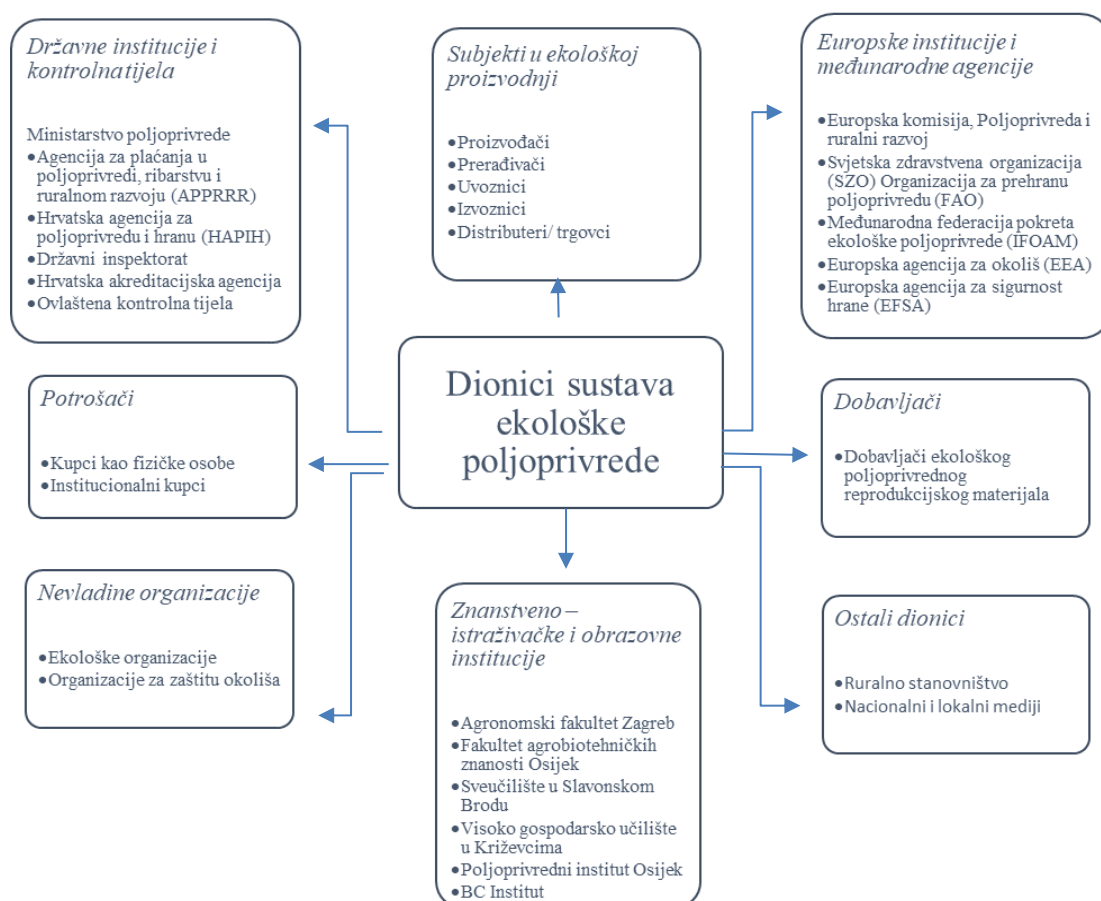 Državne institucije i
kontrolna tijela
Ministarstvo poljoprivrede
•Agencija za plaćanja u
poljoprivredi, ribarstvu i
ruralnom razvoju (APPRRR)
•Hrvatska agencija za
poljoprivredu i hranu (HAPIH)
•Državni inspektorat
•Hrvatska akreditacijska agencija
•Ovlaštena kontrolna tijela
Subjekti u ekološkoj
proizvodnji
•Proizvođači
•Prerađivači
•Uvoznici
•Izvoznici
•Distributeri/ trgovci
Europske institucije i
međunarodne agencije
•Europska komisija, Poljoprivreda i
ruralni razvoj
•Svjetska zdravstvena organizacija
(SZO) Organizacija za prehranu
poljoprivredu (FAO)
•Međunarodna federacija pokreta
ekološke poljoprivrede (IFOAM)
•Europska agencija za okoliš (EEA)
•Europska agencija za sigurnost
hrane (EFSA)
Potrošači
•Kupci kao fizičke osobe
•Institucionalni kupci
Dionici sustava
ekološke
poljoprivrede
Dobavljači
•Dobavljači ekološkog
poljoprivrednog
reprodukcijskog materijala
Nevladine organizacije
•Ekološke organizacije
•Organizacije za zaštitu okoliša
Znanstveno –
istraživačke i obrazovne
institucije
•Agronomski fakultet Zagreb
•Fakultet agrobiotehničkih
znanosti Osijek
•Sveučilište u Slavonskom
Brodu
•Visoko gospodarsko učilište
u Križevcima
•Poljoprivredni institut Osijek
•BC Institut
Ostali dionici
•Ruralno stanovništvo
•Nacionalni i lokalni mediji